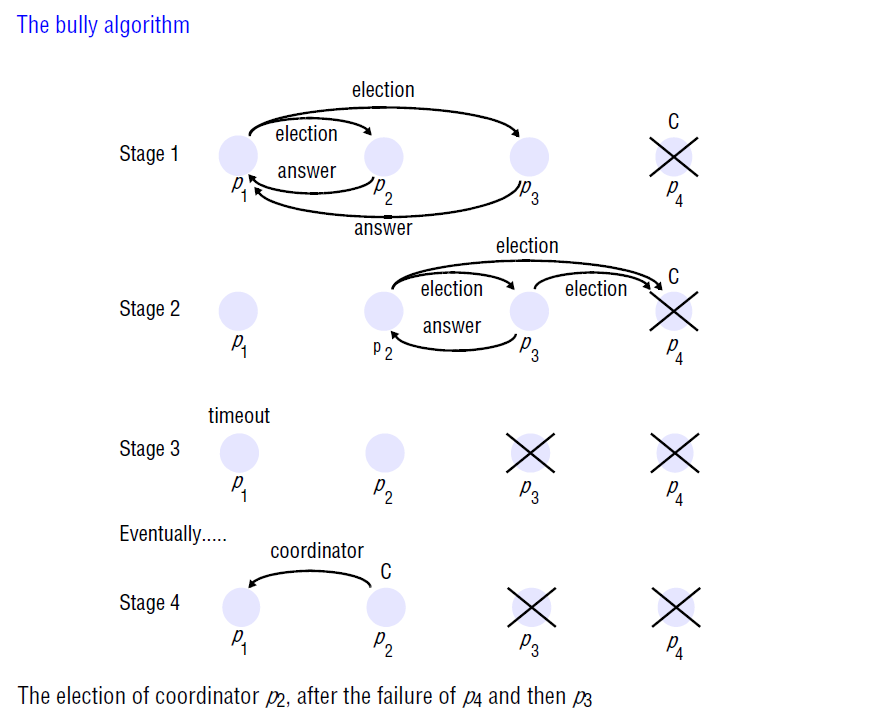 The bully algorithm
election
C
election
Stage 1
answer
p1 p2 p3 p4
answer
election
C
election election
Stage 2
answer
p1 p2 p3 p4
timeout
Stage 3
p1 p2 p3 p4
Eventually.....
coordinator
C
Stage 4
p1 p2 p3 p4
The election of coordinator p2, after the failure of p4 and then p3